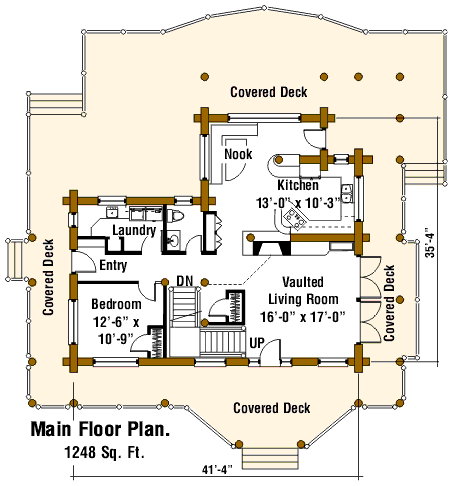 Covered Deck
Nook
Kitchen
13'-0" x 10'-3"
Laundry
35'-4"
Entry
Covered Deck
DN
Vaulted
Living Room
16'-0" x 17'-0"
Covered Deck
Bedroom
12'-6" x
10'-9"
UP
Covered Deck
Main Floor Plan.
1248 Sq. Ft.
41'-4"